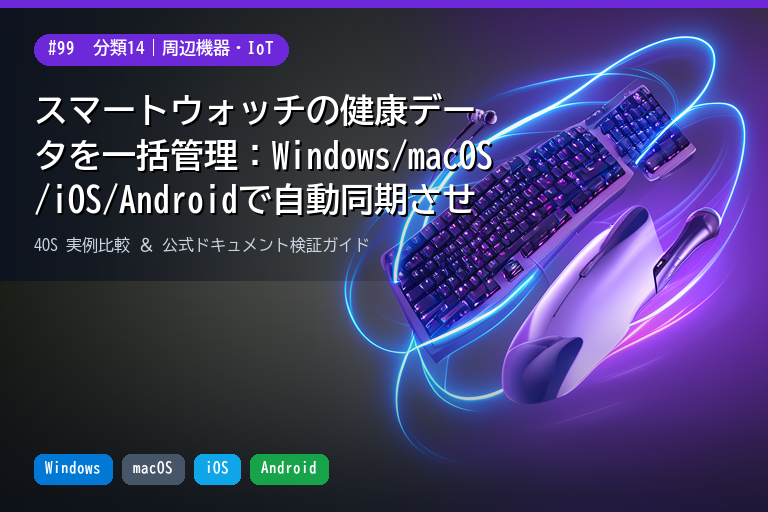 #99 分類14｜周辺機器・IoT
スマートウォッチの健康デー
タを一括管理：Windows/macOS
/iOS/Androidで自動同期させ
4OS 実例比較 ＆ 公式ドキュメント検証ガイド
Windows macOS iOS Android